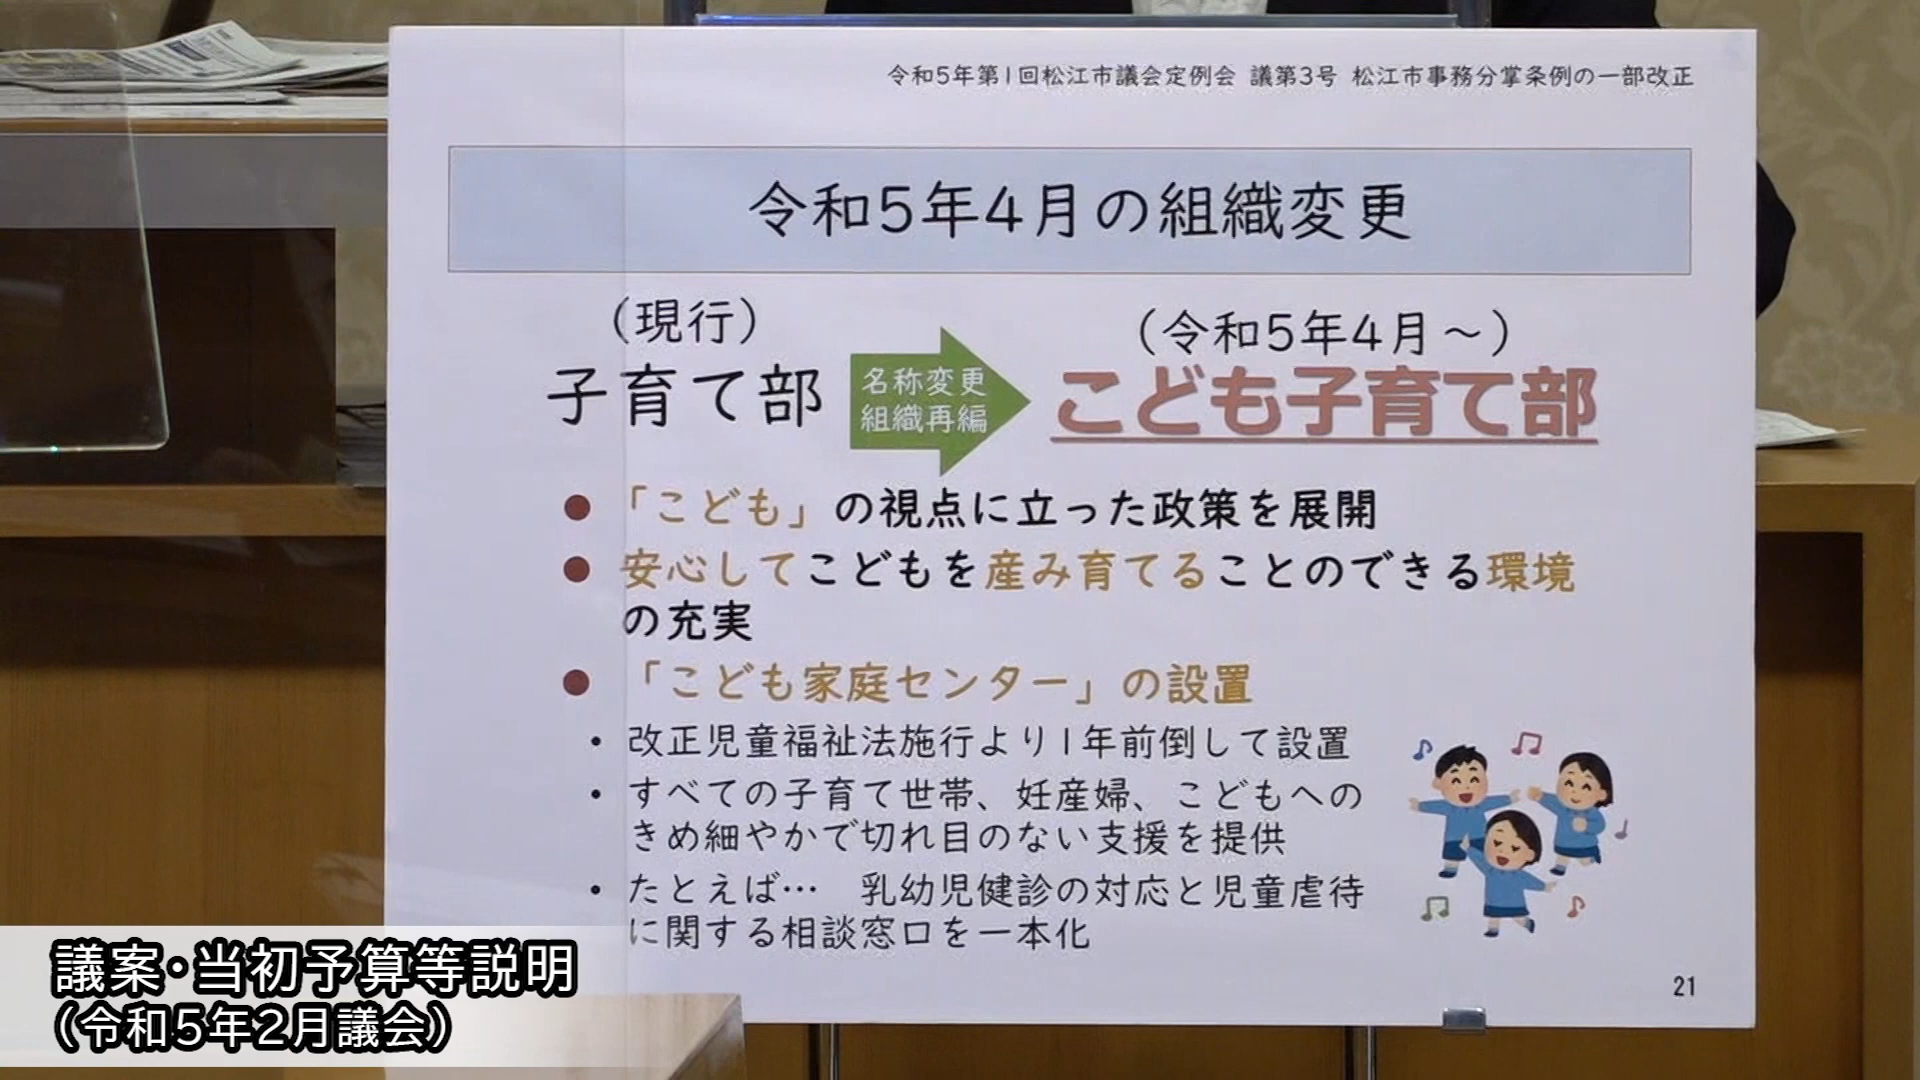 令和5年第1回松江市議会定例会 議第3号 松江市事務分掌条例の一部改正
令和5年4月の組織変更
（現行）
子育て部
名称変更
組織再編
（令和5年4月～）
こども子育て部
● 「こども」の視点に立った政策を展開
● 安心してこどもを産み育てることのできる環境
の充実
● 「こども家庭センター」の設置
・ 改正児童福祉法施行より1年前倒して設置
・ すべての子育て世帯、妊産婦、こどもへの
きめ細やかで切れ目のない支援を提供
・ たとえば… 乳幼児健診の対応と児童虐待
に関する相談窓口を一本化
21
議案・当初予算等説明
（令和5年2月議会）